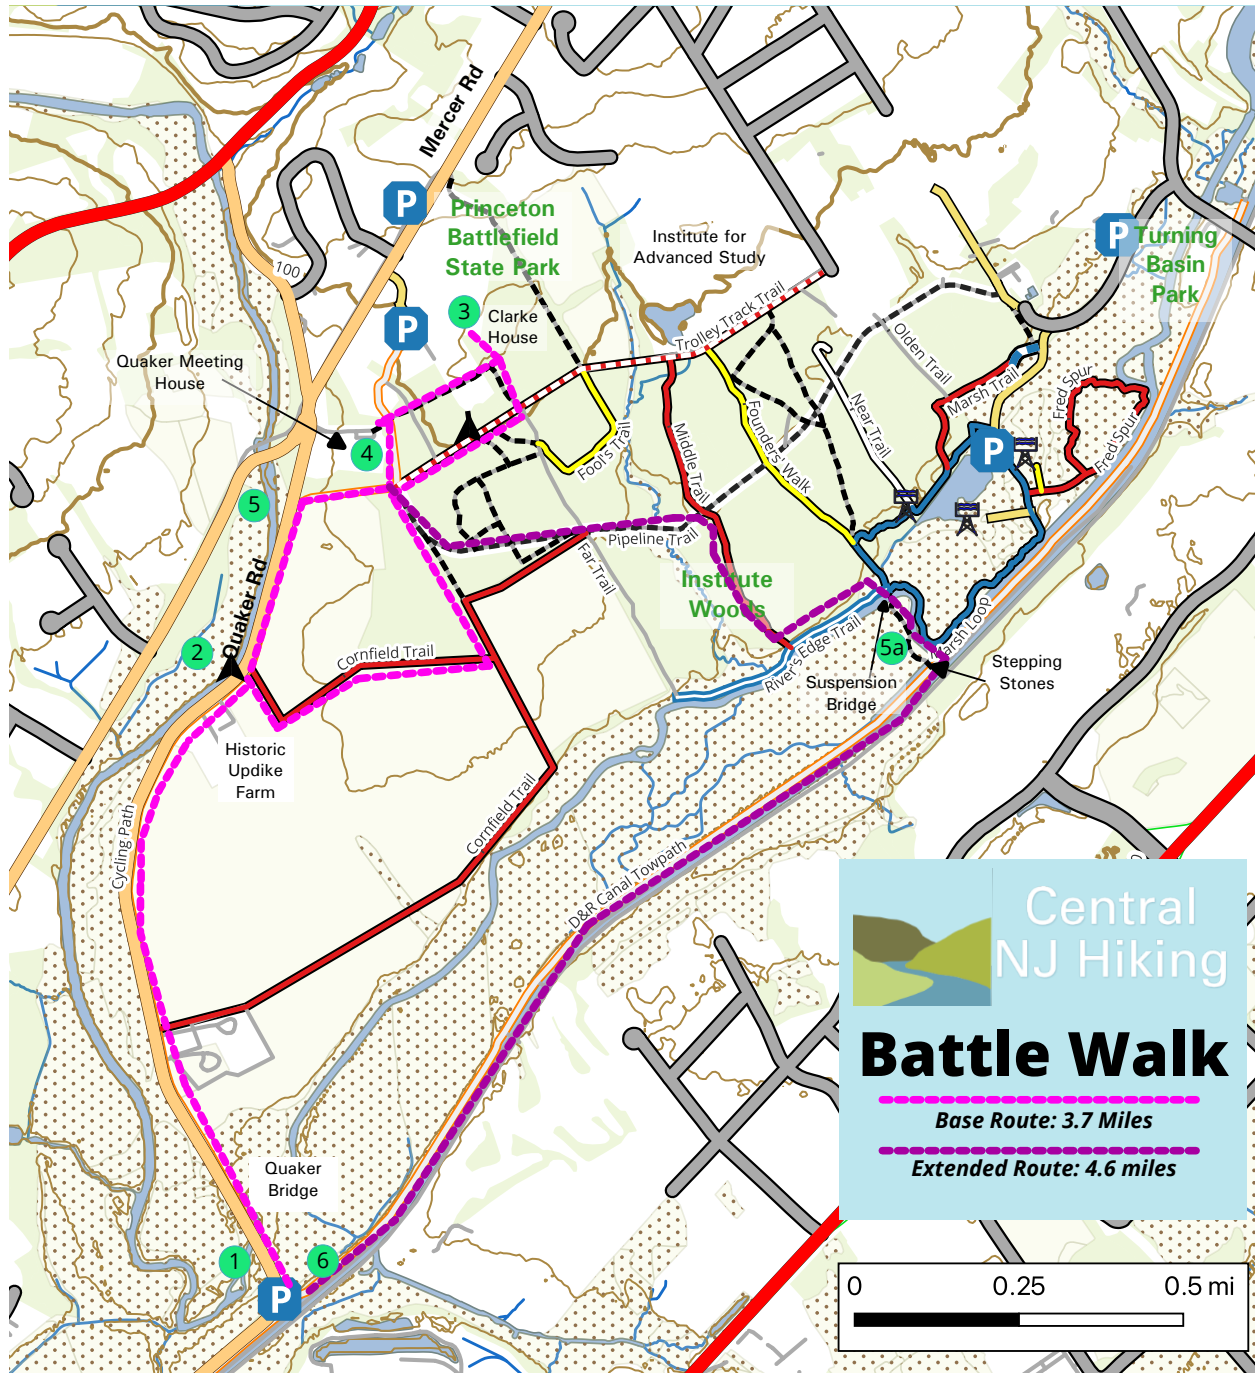 Mercer Rd
P
Princeton
Battlefield
State Park
Institute for
Advanced Study
P
Turning
Basin
Park
100
3
Clarke
House
P
Trolley Track Trail
Olden Trail
Quaker Meeting
House
Marsh Trail
Fred Spur
Near Trail
Founders' Walk
Fool's Trail
Middle Trail
Fred Spur
P
4
5
Pipeline Trail
Far Trail
Institute
Woods
Quaker Rd
2
Cornfield Trail
River's Edge Trail
Marsh Loop
5a
Suspension
Bridge
Stepping
Stones
Historic
Updike
Farm
Cycling Path
Cornfield Trail
D&R Canal Towpath
Central
NJ Hiking
Battle Walk
Base Route: 3.7 Miles
Extended Route: 4.6 miles
Quaker
Bridge
1
6
P
0 0.25 0.5 mi